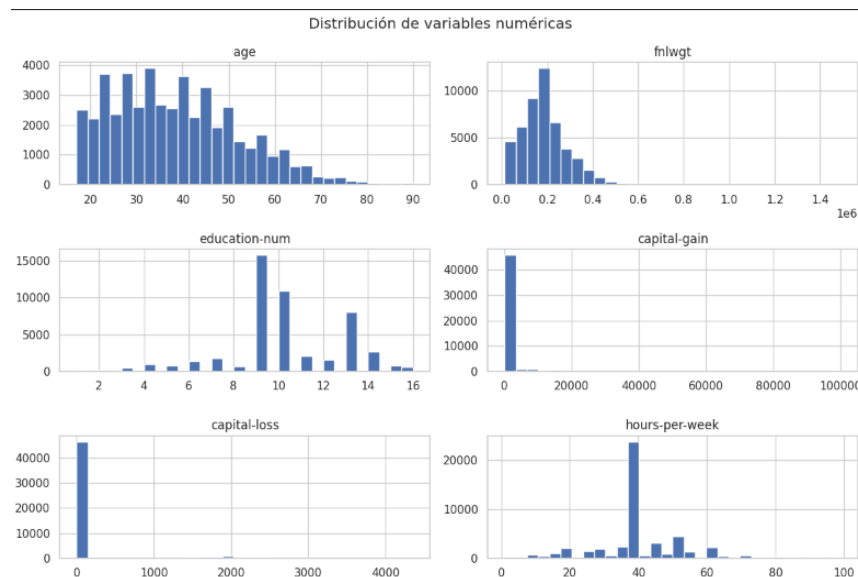 Distribución de variables numéricas
age
fnlwgt
4000
3000
2000
1000
0
20 30 40 50 60 70 80 90
10000
5000
0
0.0 0.2 0.4 0.6 0.8 1.0 1.2 1.4
1e6
education-num
capital-gain
15000
10000
5000
0
2 4 6 8 10 12 14 16
40000
30000
20000
10000
0
0 20000 40000 60000 80000 100000
capital-loss
hours-per-week
40000
30000
20000
10000
0
0 1000 2000 3000 4000
20000
10000
0
0 20 40 60 80 100